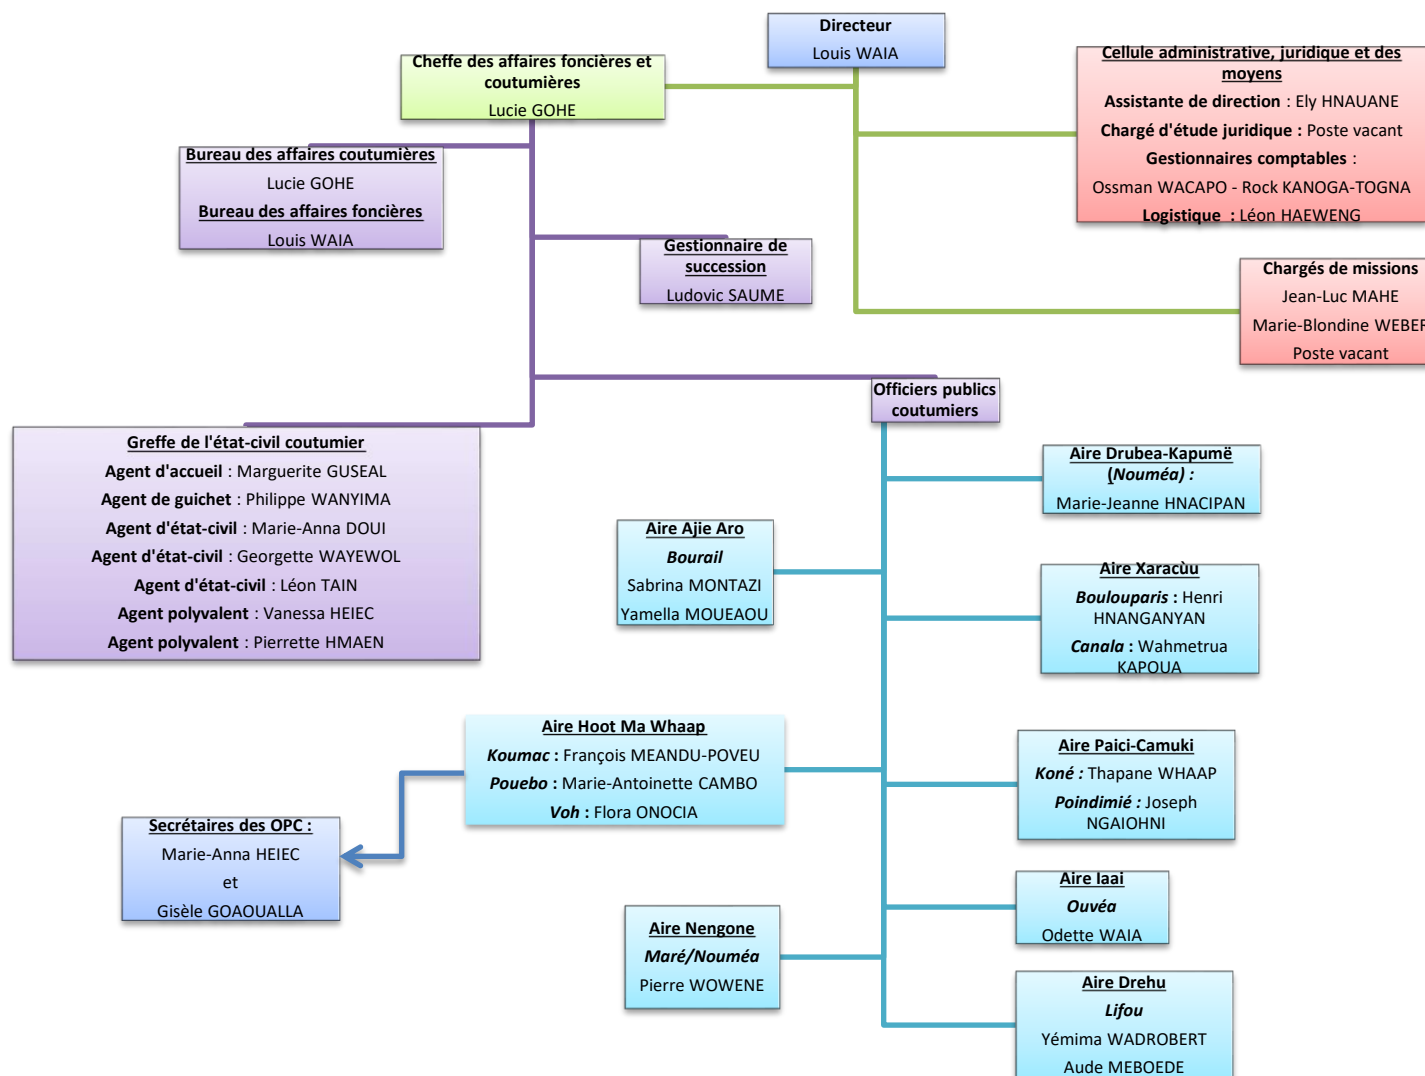 Directeur
Louis WAIA
Cheffe des affaires foncières et
coutumières
Lucie GOHE
Cellule administrative, juridique et des
moyens
Assistante de direction : Ely HNAUANE
Chargé d'étude juridique : Poste vacant
Gestionnaires comptables :
Ossman WACAPO - Rock KANOGA-TOGNA
Logistique : Léon HAEWENG
Bureau des affaires coutumières
Lucie GOHE
Bureau des affaires foncières
Louis WAIA
Gestionnaire de
succession
Ludovic SAUME
Chargés de missions
Jean-Luc MAHE
Marie-Blondine WEBER
Poste vacant
Officiers publics
coutumiers
Greffe de l'état-civil coutumier
Agent d'accueil : Marguerite GUSEAL
Agent de guichet : Philippe WANYIMA
Agent d'état-civil : Marie-Anna DOUI
Agent d'état-civil : Georgette WAYEWOL
Agent d'état-civil : Léon TAIN
Agent polyvalent : Vanessa HEIEC
Agent polyvalent : Pierrette HMAEN
Aire Drubea-Kapumë
(Nouméa) :
Marie-Jeanne HNACIPAN
Aire Ajie Aro
Bourail
Sabrina MONTAZI
Yamella MOUEAOU
Aire Xaracùu
Boulouparis : Henri
HNANGANYAN
Canala : Wahmetrua
KAPOUA
Aire Hoot Ma Whaap
Koumac : François MEANDU-POVEU
Pouebo : Marie-Antoinette CAMBO
Voh : Flora ONOCIA
Aire Paici-Camuki
Koné : Thapane WHAAP
Poindimié : Joseph
NGAIOHNI
Secrétaires des OPC :
Marie-Anna HEIEC
et
Gisèle GOAOUALLA
Aire Iaai
Ouvéa
Odette WAIA
Aire Nengone
Maré/Nouméa
Pierre WOWENE
Aire Drehu
Lifou
Yémima WADROBERT
Aude MEBOEDE